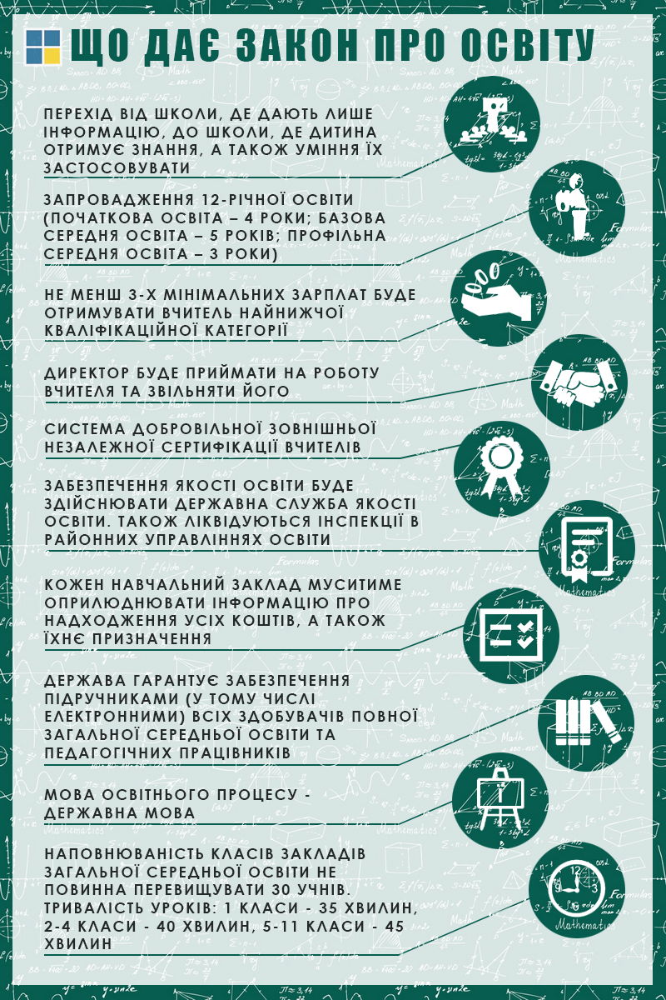 ЩО ДАЄ ЗАКОН ПРО ОСВІТУ
ПЕРЕХІД ВІД ШКОЛИ, ДЕ ДАЮТЬ ЛИШЕ
ІНФОРМАЦІЮ, ДО ШКОЛИ, ДЕ ДИТИНА
ОТРИМУЄ ЗНАННЯ, А ТАКОЖ УМІННЯ ЇХ
ЗАСТОСОВУВАТИ
ЗАПРОВАДЖЕННЯ 12-РІЧНОЇ ОСВІТИ
(ПОЧАТКОВА ОСВІТА – 4 РОКИ; БАЗОВА
СЕРЕДНЯ ОСВІТА – 5 РОКІВ; ПРОФІЛЬНА
СЕРЕДНЯ ОСВІТА – 3 РОКИ)
НЕ МЕНШ 3-Х МІНІМАЛЬНИХ ЗАРПЛАТ БУДЕ
ОТРИМУВАТИ ВЧИТЕЛЬ НАЙНИЖЧОЇ
КВАЛІФІКАЦІЙНОЇ КАТЕГОРІЇ
ДИРЕКТОР БУДЕ ПРИЙМАТИ НА РОБОТУ
ВЧИТЕЛЯ ТА ЗВІЛЬНЯТИ ЙОГО
СИСТЕМА ДОБРОВІЛЬНОЇ ЗОВНІШНЬОЇ
НЕЗАЛЕЖНОЇ СЕРТИФІКАЦІЇ ВЧИТЕЛІВ
ЗАБЕЗПЕЧЕННЯ ЯКОСТІ ОСВІТИ БУДЕ
ЗДІЙСНЮВАТИ ДЕРЖАВНА СЛУЖБА ЯКОСТІ
ОСВІТИ. ТАКОЖ ЛІКВІДУЮТЬСЯ ІНСПЕКЦІЇ В
РАЙОННИХ УПРАВЛІННЯХ ОСВІТИ
КОЖЕН НАВЧАЛЬНИЙ ЗАКЛАД МУСИТИМЕ
ОПРИЛЮДНЮВАТИ ІНФОРМАЦІЮ ПРО
НАДХОДЖЕННЯ УСІХ КОШТІВ, А ТАКОЖ
ЇХНЄ ПРИЗНАЧЕННЯ
ДЕРЖАВА ГАРАНТУЄ ЗАБЕЗПЕЧЕННЯ
ПІДРУЧНИКАМИ (У ТОМУ ЧИСЛІ
ЕЛЕКТРОННИМИ) ВСІХ ЗДОБУВАЧІВ ПОВНОЇ
ЗАГАЛЬНОЇ СЕРЕДНЬОЇ ОСВІТИ ТА
ПЕДАГОГІЧНИХ ПРАЦІВНИКІВ
МОВА ОСВІТНЬОГО ПРОЦЕСУ -
ДЕРЖАВНА МОВА
НАПОВНЮВАНІСТЬ КЛАСІВ ЗАКЛАДІВ
ЗАГАЛЬНОЇ СЕРЕДНЬОЇ ОСВІТИ НЕ
ПОВИННА ПЕРЕВИЩУВАТИ 30 УЧНІВ.
ТРИВАЛІСТЬ УРОКІВ: 1 КЛАСИ - 35 ХВИЛИН,
2-4 КЛАСИ - 40 ХВИЛИН, 5-11 КЛАСИ - 45
ХВИЛИН